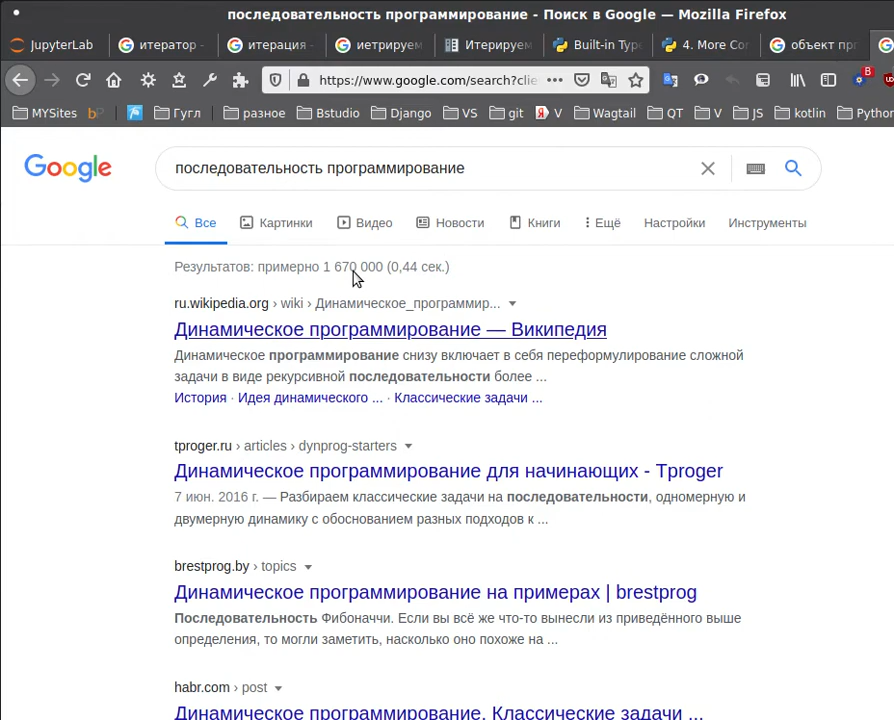 последовательность программирование - Поиск в Google — Mozilla Firefox
JupyterLab
итератор -
итерация -
иетрируем
Итерируем
Built-in Type
4. More Con
объект про
https://www.google.com/search?clie
B
MYSites
Гугл
разное
Bstudio
Django
VS
git
V
Wagtail
QT
V
JS
kotlin
Python
Google
последовательность программирование
Все
Картинки
Видео
Новости
Книги
Ещё
Настройки
Инструменты
Результатов: примерно 1 670 000 (0,44 сек.)
ru.wikipedia.org › wiki › Динамическое_программир...
Динамическое программирование — Википедия
Динамическое программирование снизу включает в себя переформулирование сложной
задачи в виде рекурсивной последовательности более ...
История · Идея динамического ... · Классические задачи ...
tproger.ru › articles › dynprog-starters
Динамическое программирование для начинающих - Tproger
7 июн. 2016 г. — Разбираем классические задачи на последовательности, одномерную и
двумерную динамику с обоснованием разных подходов к ...
brestprog.by › topics
Динамическое программирование на примерах | brestprog
Последовательность Фибоначчи. Если вы всё же что-то вынесли из приведённого выше
определения, то могли заметить, насколько оно похоже на ...
habr.com › post
Динамическое программирование. Классические задачи ...